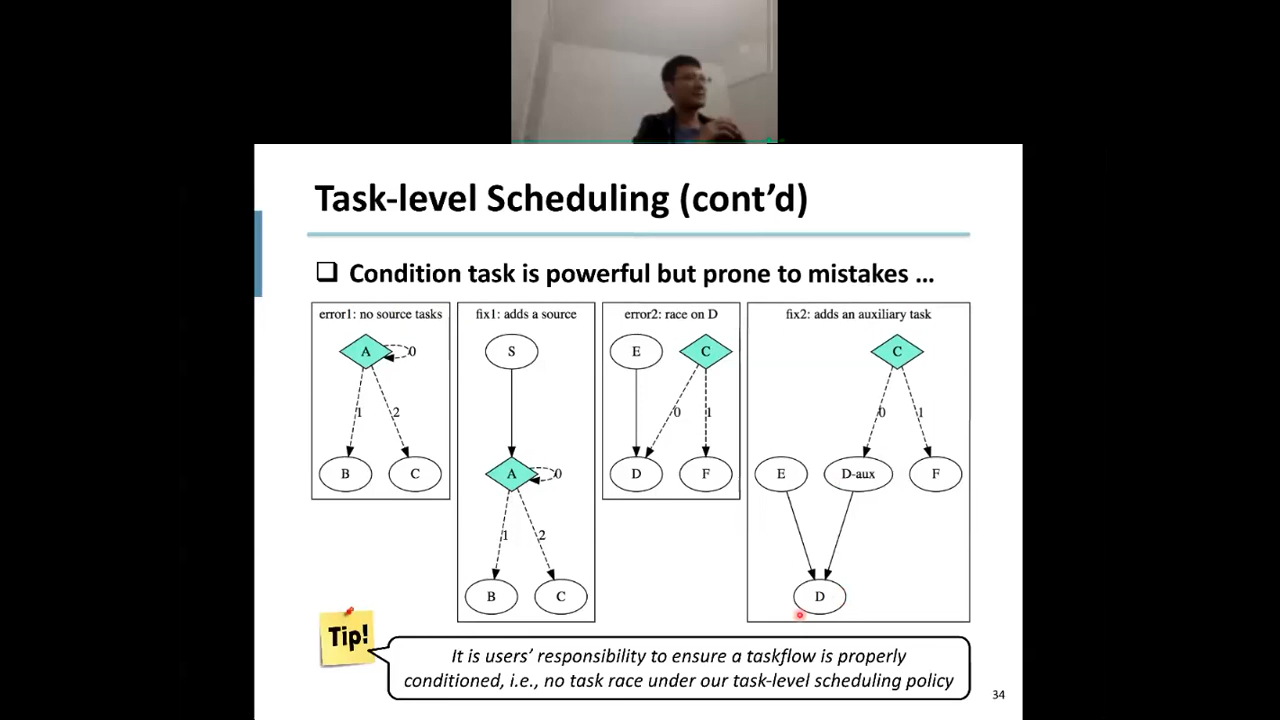 Task-level Scheduling (cont’d)
❑ Condition task is powerful but prone to mistakes …
error1: no source tasks
A
0
1
2
B
C
fix1: adds a source
S
A
0
1
2
B
C
error2: race on D
E
C
0
1
D
F
fix2: adds an auxiliary task
C
0
1
E
D-aux
F
D
Tip!
It is users’ responsibility to ensure a taskflow is properly
conditioned, i.e., no task race under our task-level scheduling policy
34